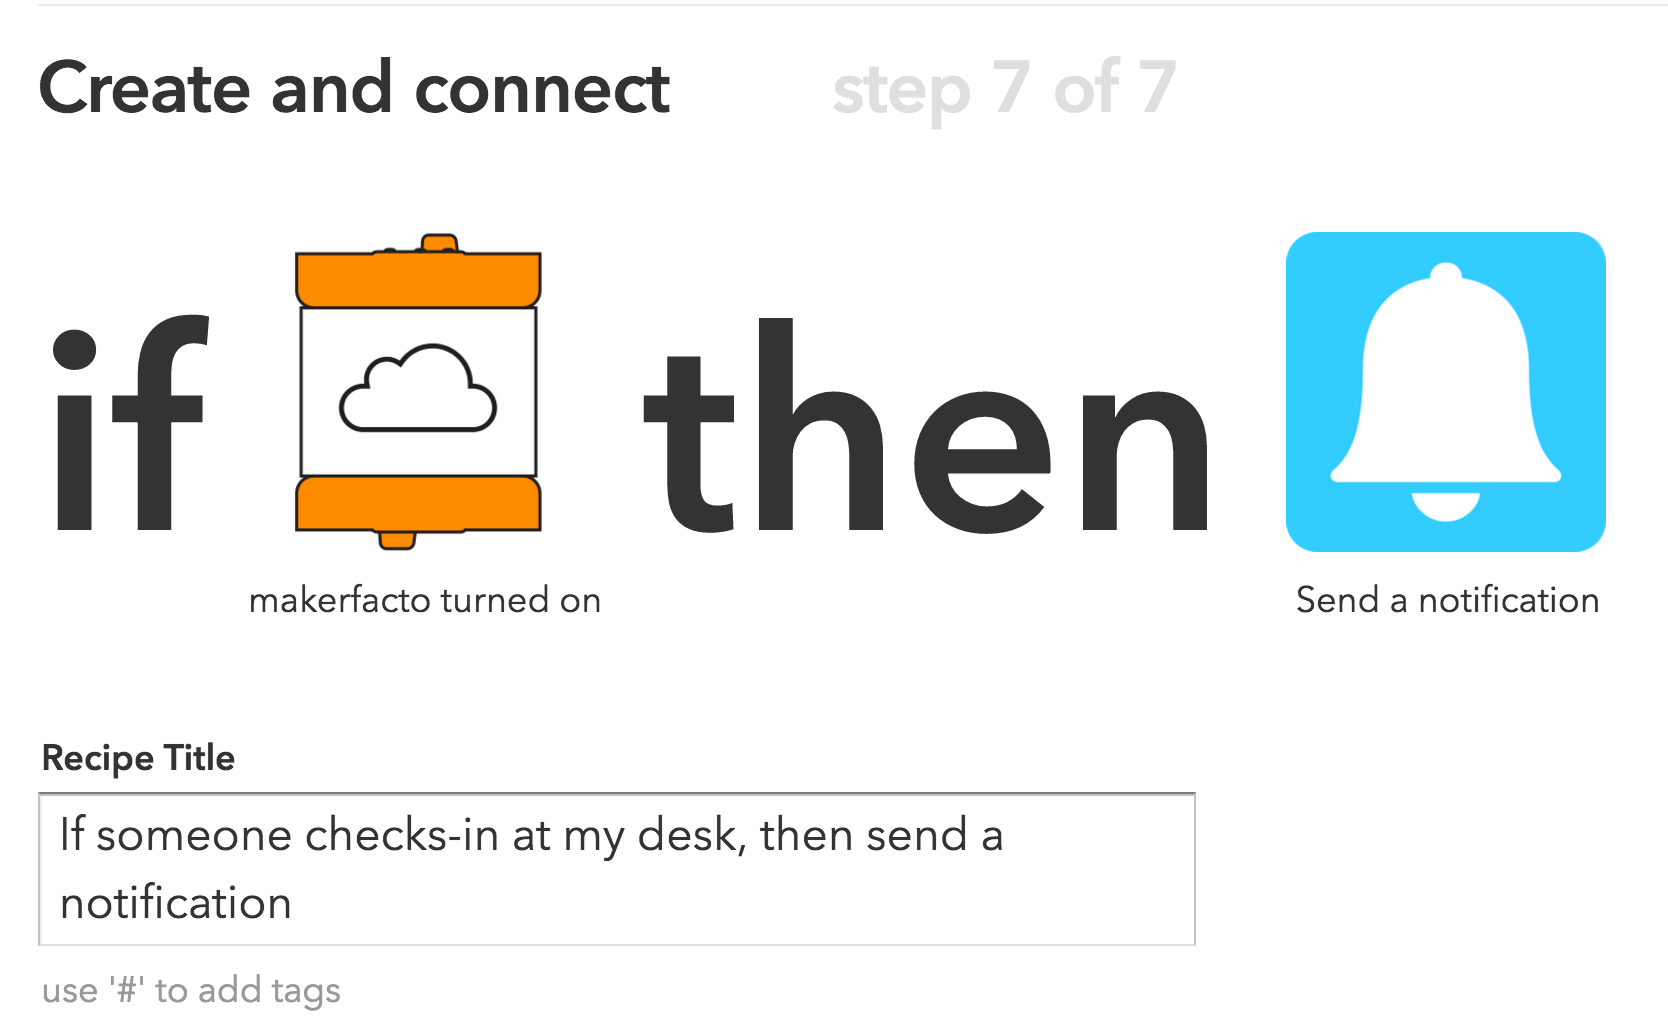 Create and connect step 7 of 7
if then
makerfacto turned on Send a notification
Recipe Title
If someone checks-in at my desk, then send a
notification
use '#' to add tags